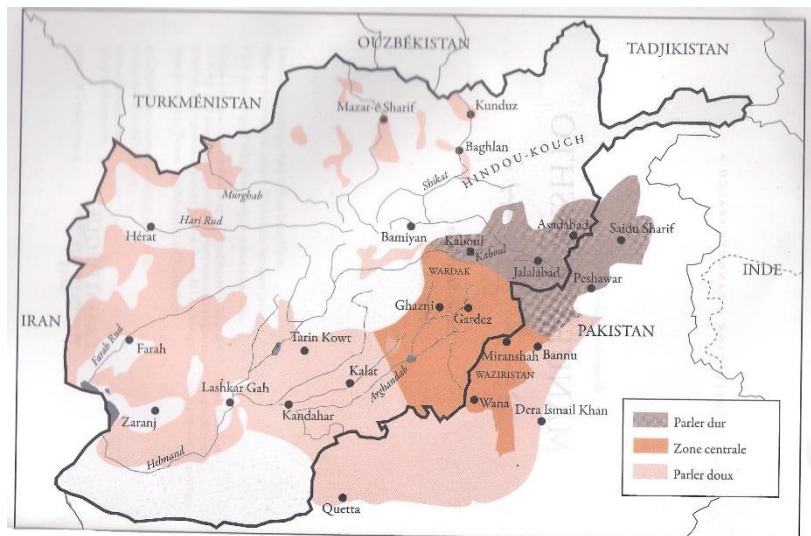 OUZBÉKISTAN
TADJIKISTAN
TURKMÉNISTAN
Mazar-é Sharif
Kunduz
Baghlan
HINDOU-KOUCH
Shikat
Murghab
Hari Rud
Hérat
Bamiyan
Kaboul
Kaboul
Asadabad
Saidu Sharif
Jalalabad
Peshawar
INDE
WARDAK
Ghazni
Gardez
IRAN
PAKISTAN
Farah Rud
Farah
Tarin Kowt
Miranshah
Bannu
WAZIRISTAN
Kalat
Arghandab
Lashkar Gah
Kandahar
Wana
Dera Ismail Khan
Zaranj
Helmand
Quetta
Parler dur
Zone centrale
Parler doux